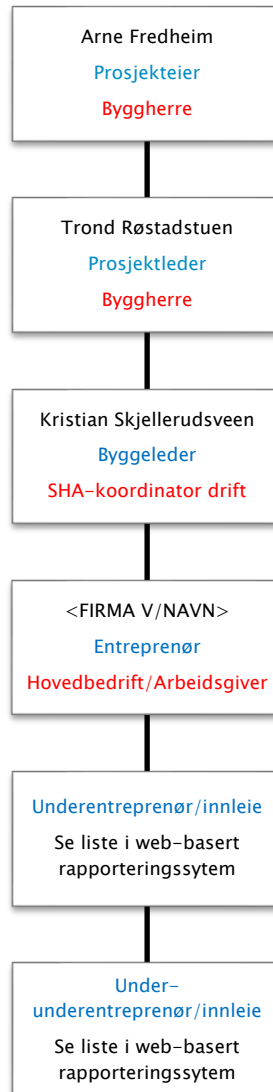 Arne Fredheim
Prosjekteier
Byggherre
Trond Røstadstuen
Prosjektleder
Byggherre
Kristian Skjellerudsveen
Byggeleder
SHA-koordinator drift
<FIRMA V/NAVN>
Entreprenør
Hovedbedrift/Arbeidsgiver
Underentreprenør/innleie
Se liste i web-basert
rapporteringssytem
Under-
underentreprenør/innleie
Se liste i web-basert
rapporteringssytem